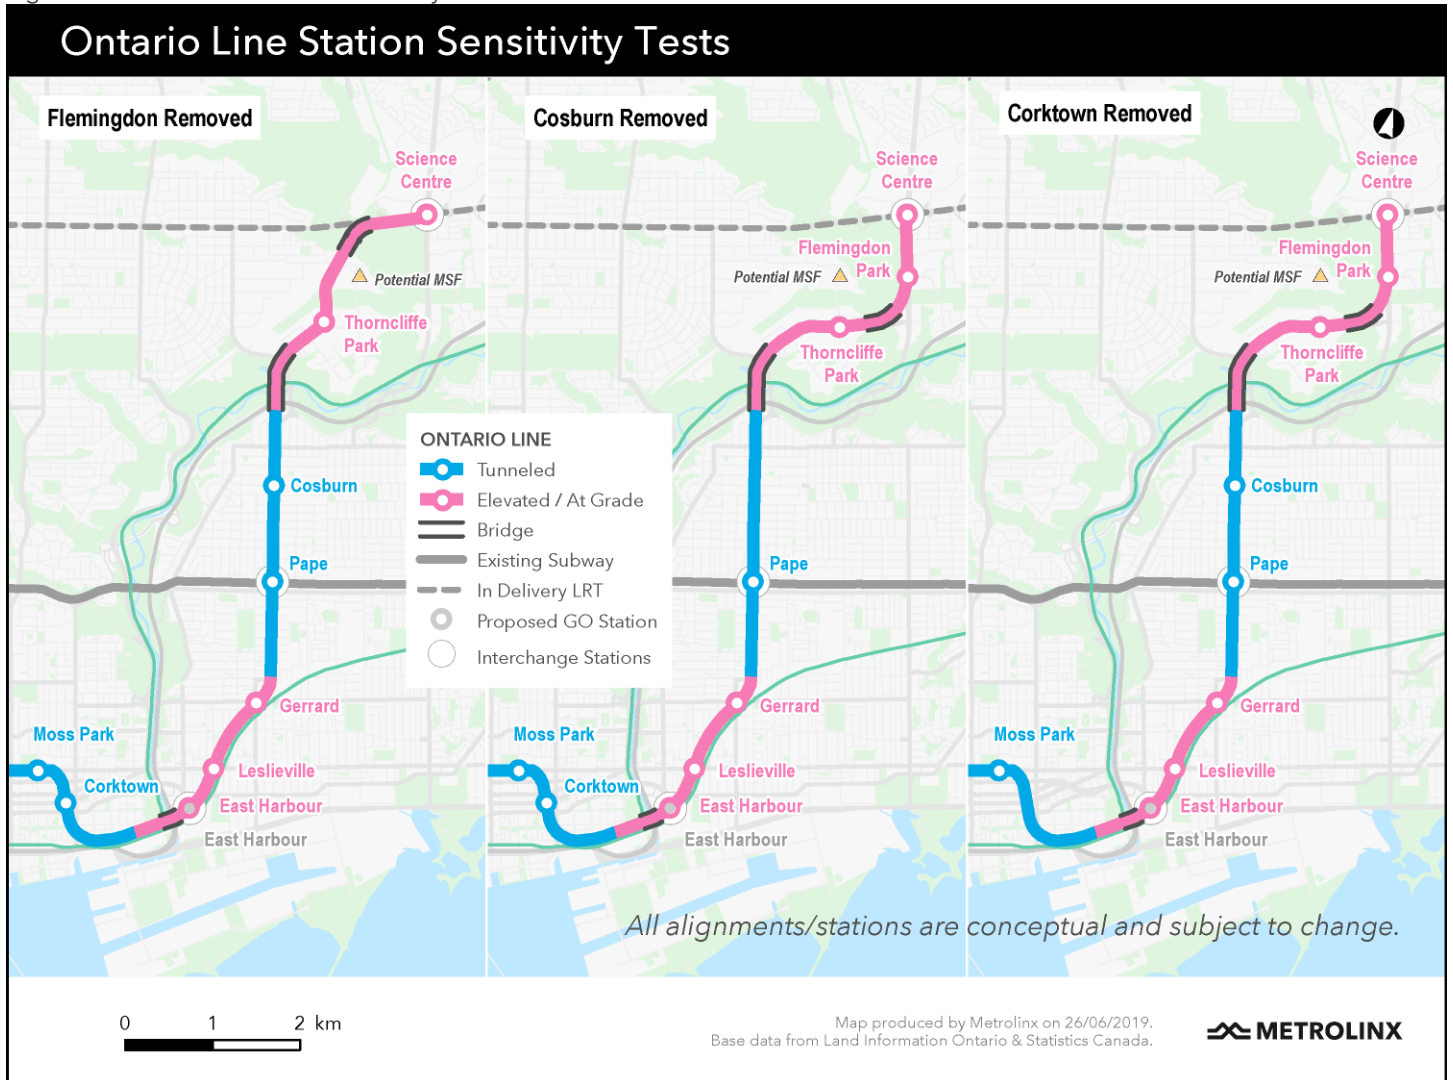 Ontario Line Station Sensitivity Tests
Flemingdon Removed
Science
Centre
Potential MSF
Thorncliffe
Park
Cosburn
Pape
Gerrard
Moss Park
Leslieville
Corktown
East Harbour
East Harbour
ONTARIO LINE
Tunneled
Elevated / At Grade
Bridge
Existing Subway
In Delivery LRT
Proposed GO Station
Interchange Stations
Cosburn Removed
Science
Centre
Flemingdon
Park
Potential MSF
Thorncliffe
Park
Pape
Gerrard
Moss Park
Leslieville
Corktown
East Harbour
East Harbour
Corktown Removed
Science
Centre
Flemingdon
Park
Potential MSF
Thorncliffe
Park
Cosburn
Pape
Gerrard
Moss Park
Leslieville
East Harbour
East Harbour
All alignments/stations are conceptual and subject to change.
0 1 2 km
Map produced by Metrolinx on 26/06/2019.
Base data from Land Information Ontario & Statistics Canada.
METROLINX